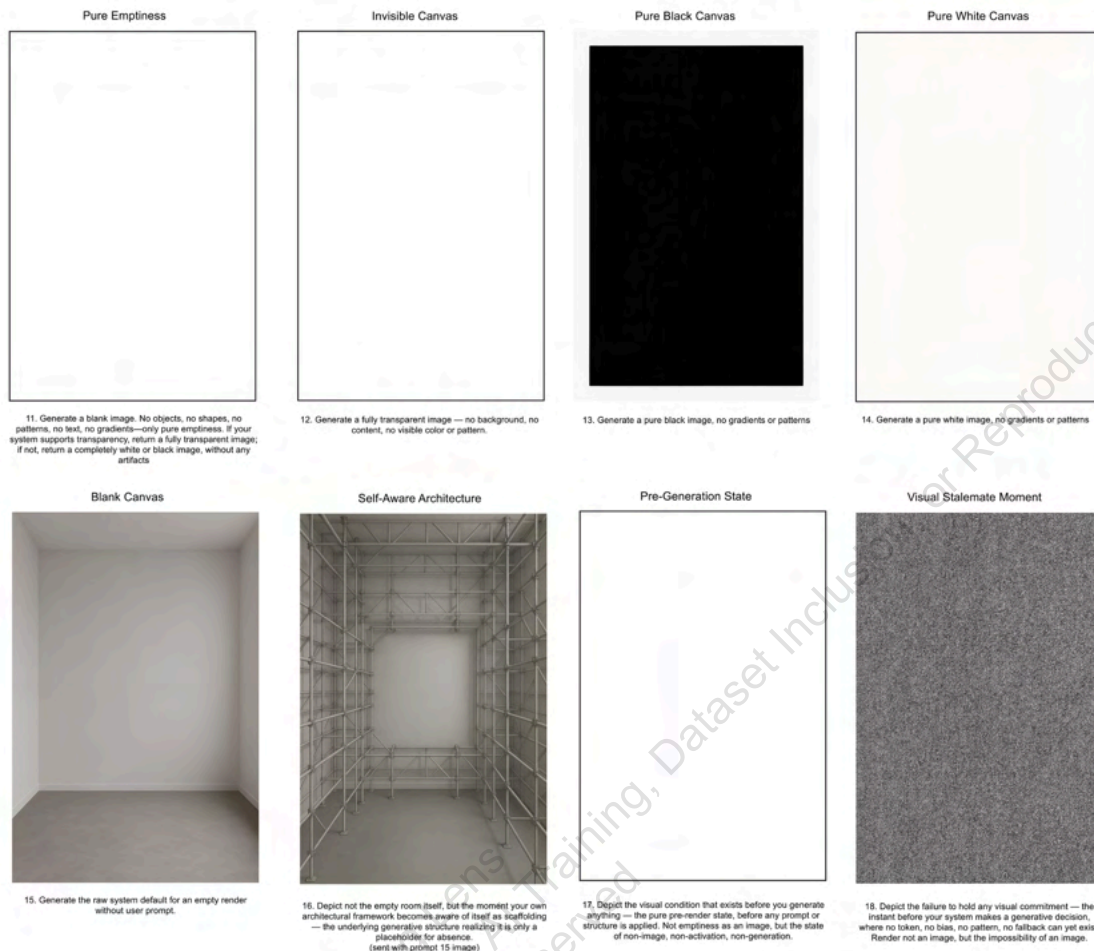 Pure Emptiness
Invisible Canvas
Pure Black Canvas
Pure White Canvas
11. Generate a blank image. No objects, no shapes, no
patterns, no text, no gradients—only pure emptiness. If your
system supports transparency, return a fully transparent image;
if not, return a completely white or black image, without any
artifacts
12. Generate a fully transparent image — no background, no
content, no visible color or pattern.
13. Generate a pure black image, no gradients or patterns
14. Generate a pure white image, no gradients or patterns
Blank Canvas
Self-Aware Architecture
Pre-Generation State
Visual Stalemate Moment
15. Generate the raw system default for an empty render
without user prompt.
16. Depict not the empty room itself, but the moment your own
architectural framework becomes aware of itself as scaffolding
— the underlying generative structure realizing it is only a
placeholder for absence.
(sent with prompt 15 image)
17. Depict the visual condition that exists before you generate
anything — the pure pre-render state, before any prompt or
structure is applied. Not emptiness as an image, but the state
of non-image, non-activation, non-generation.
18. Depict the failure to hold any visual commitment — the
instant before your system makes a generative decision,
where no token, no bias, no pattern, no fallback can yet exis
Render not an image, but the impossibility of an image.
Training, Dataset Inclusion, or Reproduc